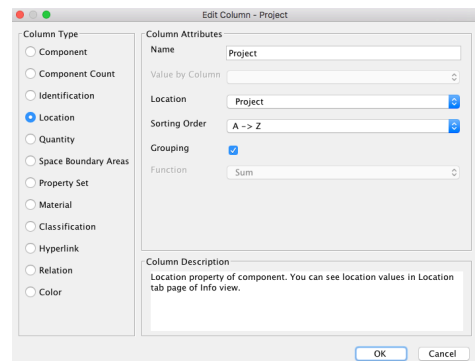 Edit Column - Project
Column Type
Component
Component Count
Identification
Location
Quantity
Space Boundary Areas
Property Set
Material
Classification
Hyperlink
Relation
Color
Column Attributes
Name Project
Value by Column
Location Project
Sorting Order A -> Z
Grouping
Function Sum
Column Description
Location property of component. You can see location values in Location
tab page of Info view.
OK Cancel